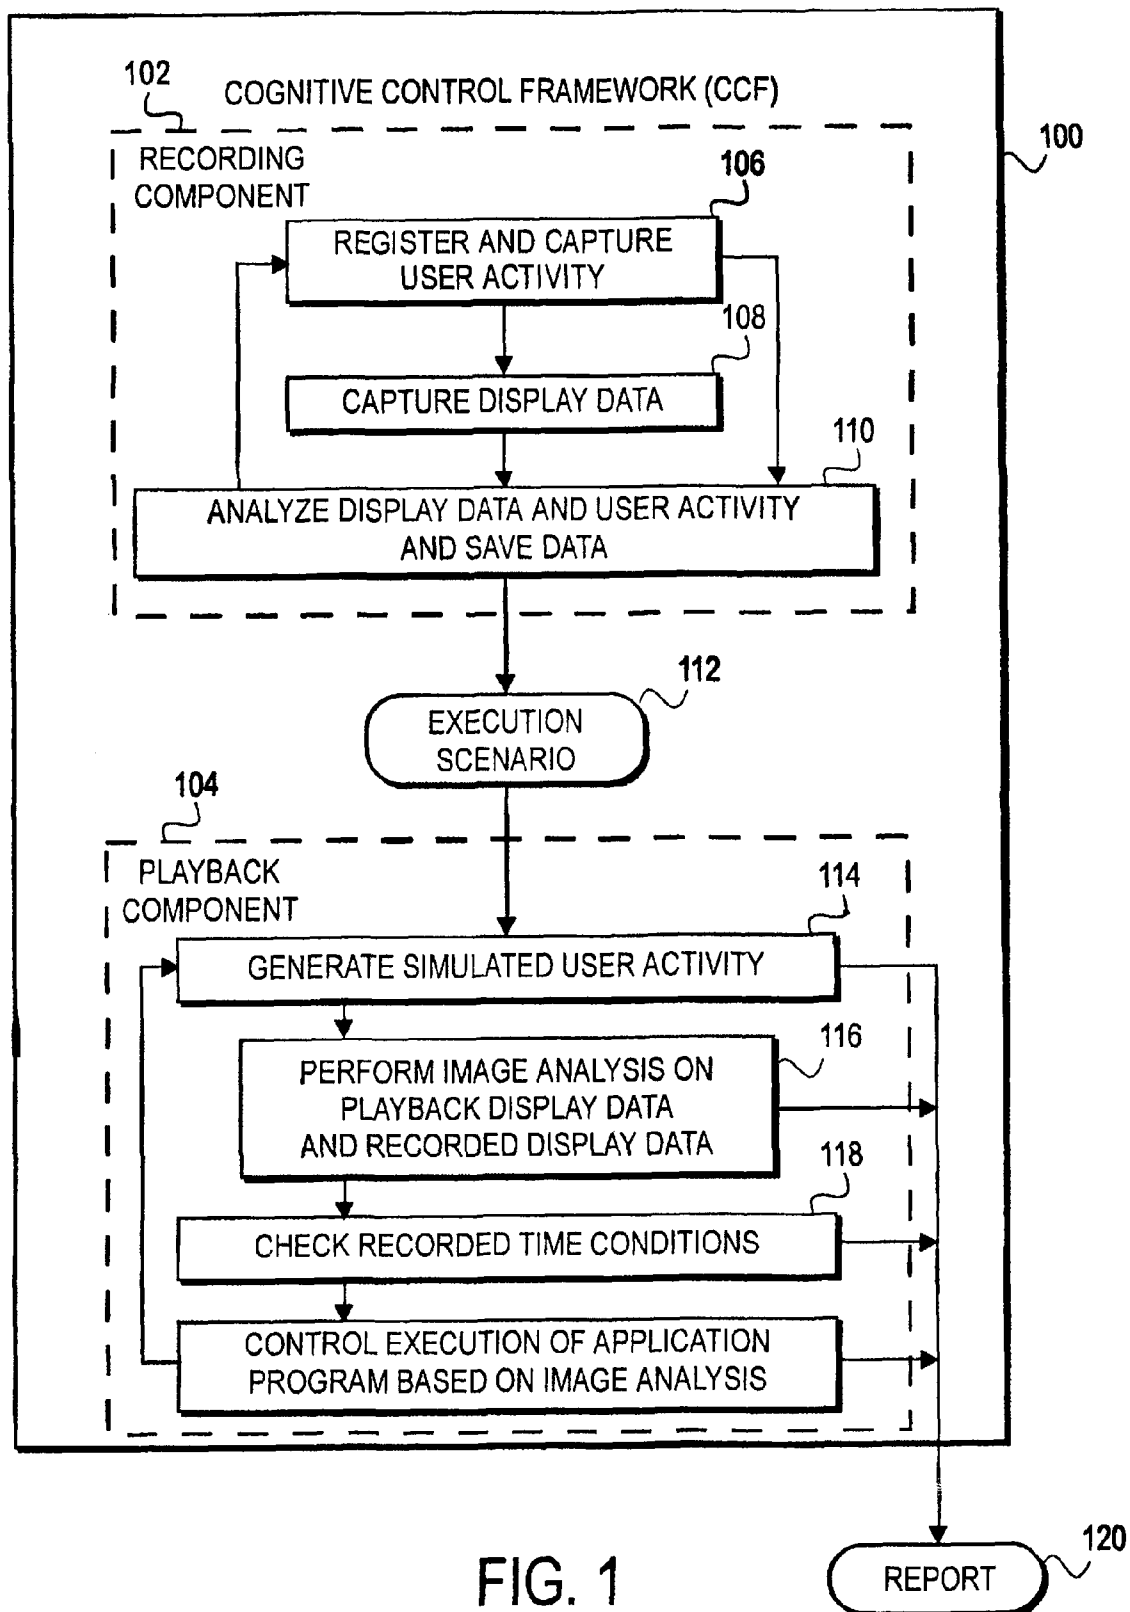 102
COGNITIVE CONTROL FRAMEWORK (CCF)
100
RECORDING
COMPONENT
106
REGISTER AND CAPTURE
USER ACTIVITY
108
CAPTURE DISPLAY DATA
110
ANALYZE DISPLAY DATA AND USER ACTIVITY
AND SAVE DATA
112
EXECUTION
SCENARIO
104
PLAYBACK
COMPONENT
114
GENERATE SIMULATED USER ACTIVITY
116
PERFORM IMAGE ANALYSIS ON
PLAYBACK DISPLAY DATA
AND RECORDED DISPLAY DATA
118
CHECK RECORDED TIME CONDITIONS
CONTROL EXECUTION OF APPLICATION
PROGRAM BASED ON IMAGE ANALYSIS
120
REPORT
FIG. 1